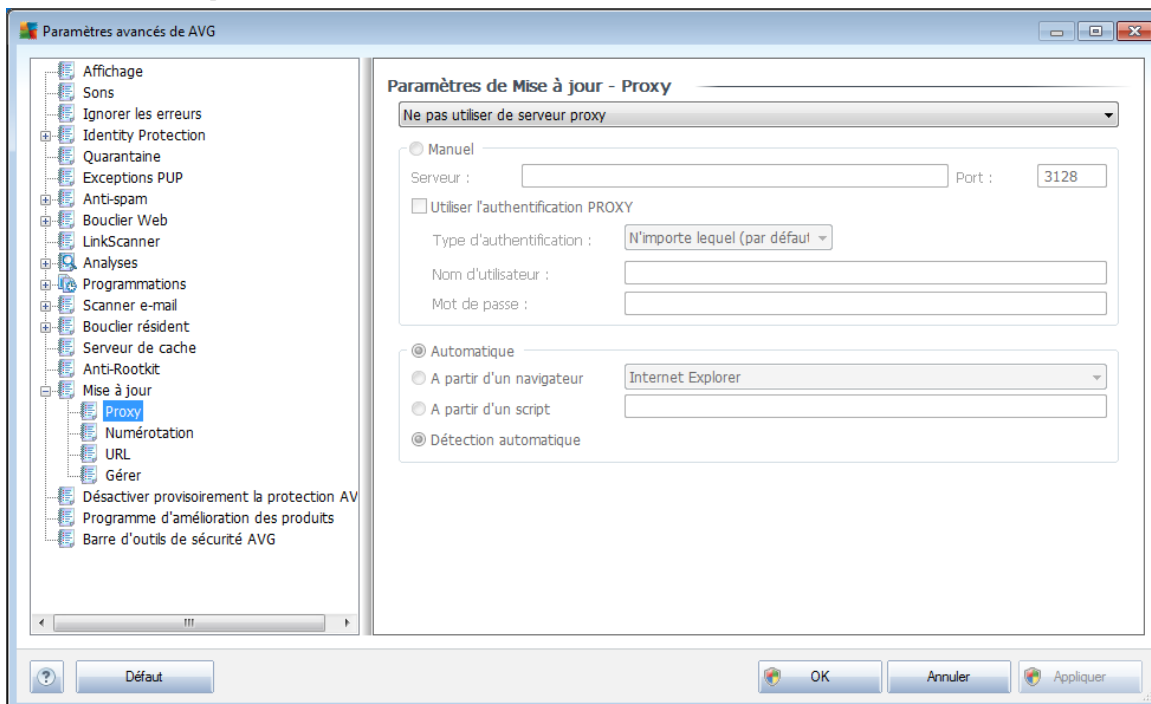 Paramètres avancés de AVG
Affichage
Sons
Ignorer les erreurs
Identity Protection
Quarantaine
Exceptions PUP
Anti-spam
Bouclier Web
LinkScanner
Analyses
Programmations
Scanner e-mail
Bouclier résident
Serveur de cache
Anti-Rootkit
Mise à jour
Proxy
Numérotation
URL
Gérer
Désactiver provisoirement la protection AV
Programme d'amélioration des produits
Barre d'outils de sécurité AVG
Paramètres de Mise à jour - Proxy
Ne pas utiliser de serveur proxy
Manuel
Serveur : Port : 3128
Utiliser l'authentification PROXY
Type d'authentification : N'importe lequel (par défaut
Nom d'utilisateur :
Mot de passe :
Automatique
A partir d'un navigateur Internet Explorer
A partir d'un script
Détection automatique
? Défaut OK Annuler Appliquer